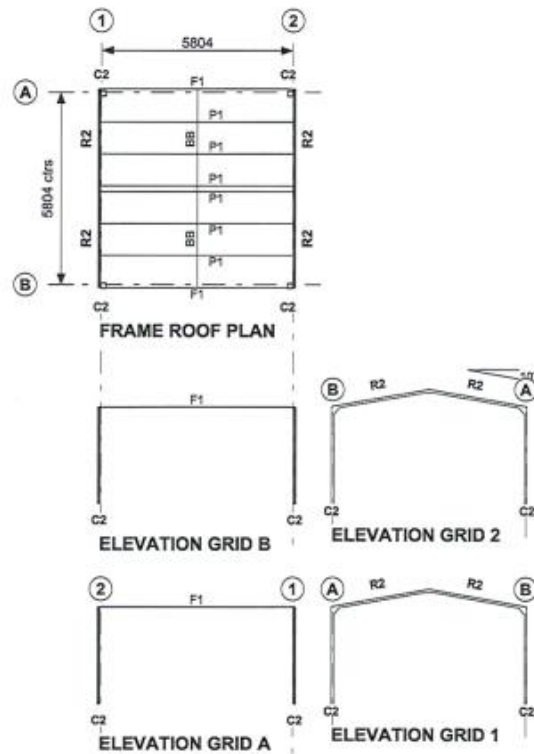 1 2
5804
C2 C2
F1
A
P1
R2 BB R2
P1
P1
5804 ctrs
P1
P1
R2 BB R2
P1
B
F1
C2 C2
FRAME ROOF PLAN
F1
C2 C2
ELEVATION GRID B
R2 R2
B A
C2 C2
ELEVATION GRID 2
2 1
F1
C2 C2
ELEVATION GRID A
R2 R2
A B
C2 C2
ELEVATION GRID 1